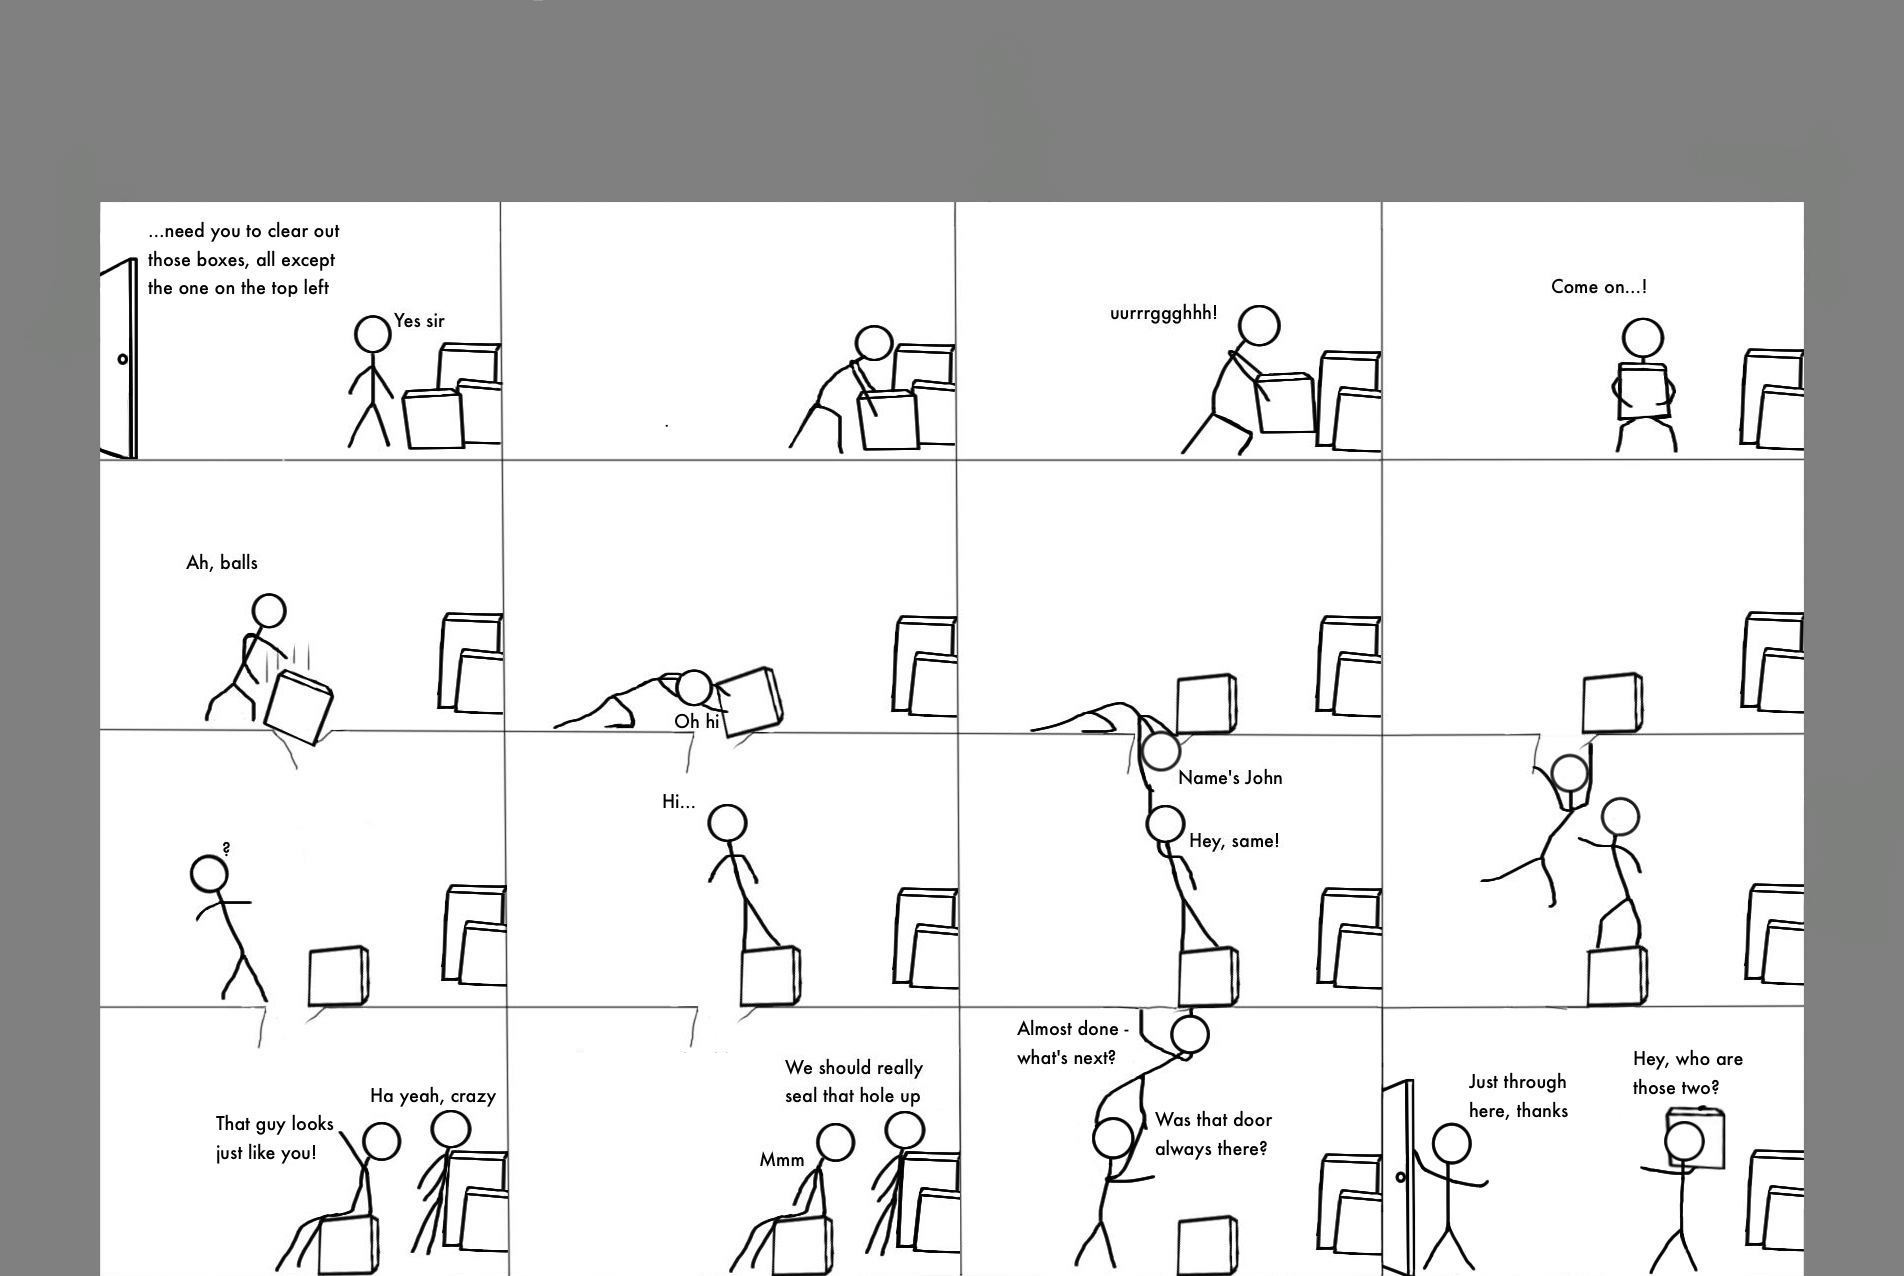 ...need you to clear out
those boxes, all except
the one on the top left
Yes sir
uurrrggghhh!
Come on...!
Ah, balls
Oh hi
Name's John
?
Hi...
Hey, same!
That guy looks
just like you!
Ha yeah, crazy
We should really
seal that hole up
Mmm
Almost done -
what's next?
Was that door
always there?
Just through
here, thanks
Hey, who are
those two?